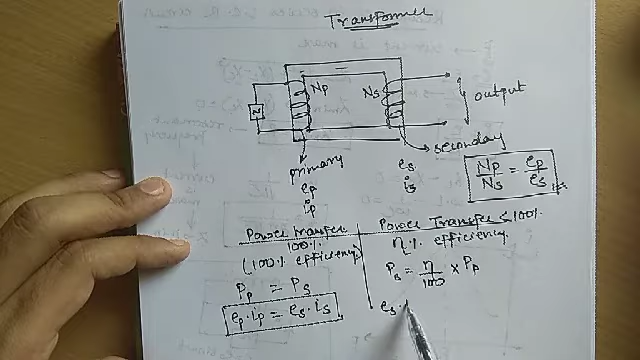 Transformer
Np
Ns
output
secondary
primary
ep
ip
es
is
Np/Ns = ep/es
Power transfer
100%
(100% efficiency)
Pp = Ps
ep · ip = es · is
Power Transfer < 100%
η% efficiency
Ps = η/100 × Pp
es ·